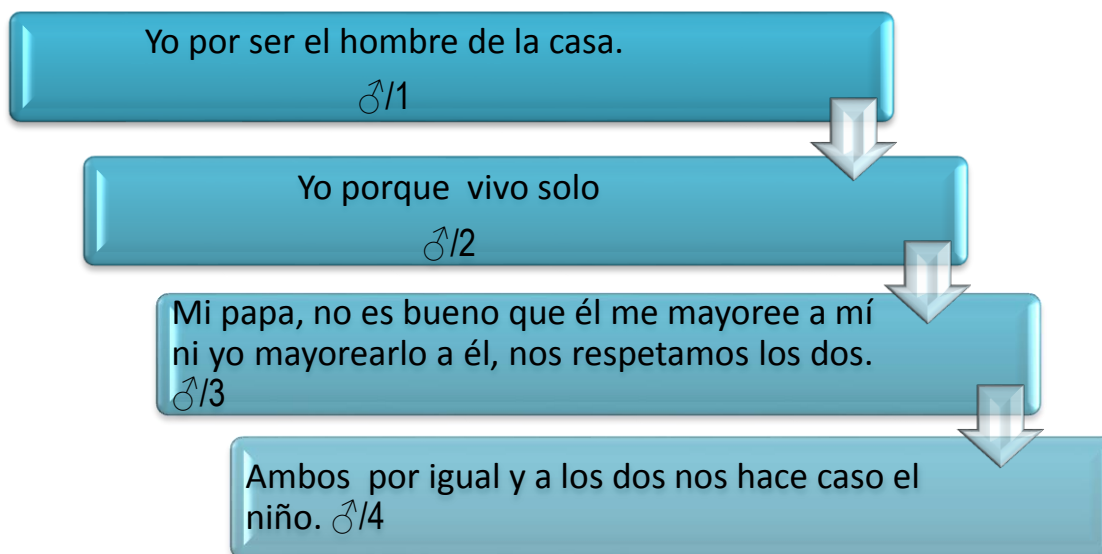 Yo por ser el hombre de la casa.
♂/1
Yo porque  vivo solo
♂/2
Mi papa, no es bueno que él me mayoree a mí
ni yo mayorearlo a él, nos respetamos los dos.
♂/3
Ambos  por igual y a los dos nos hace caso el
niño. ♂/4